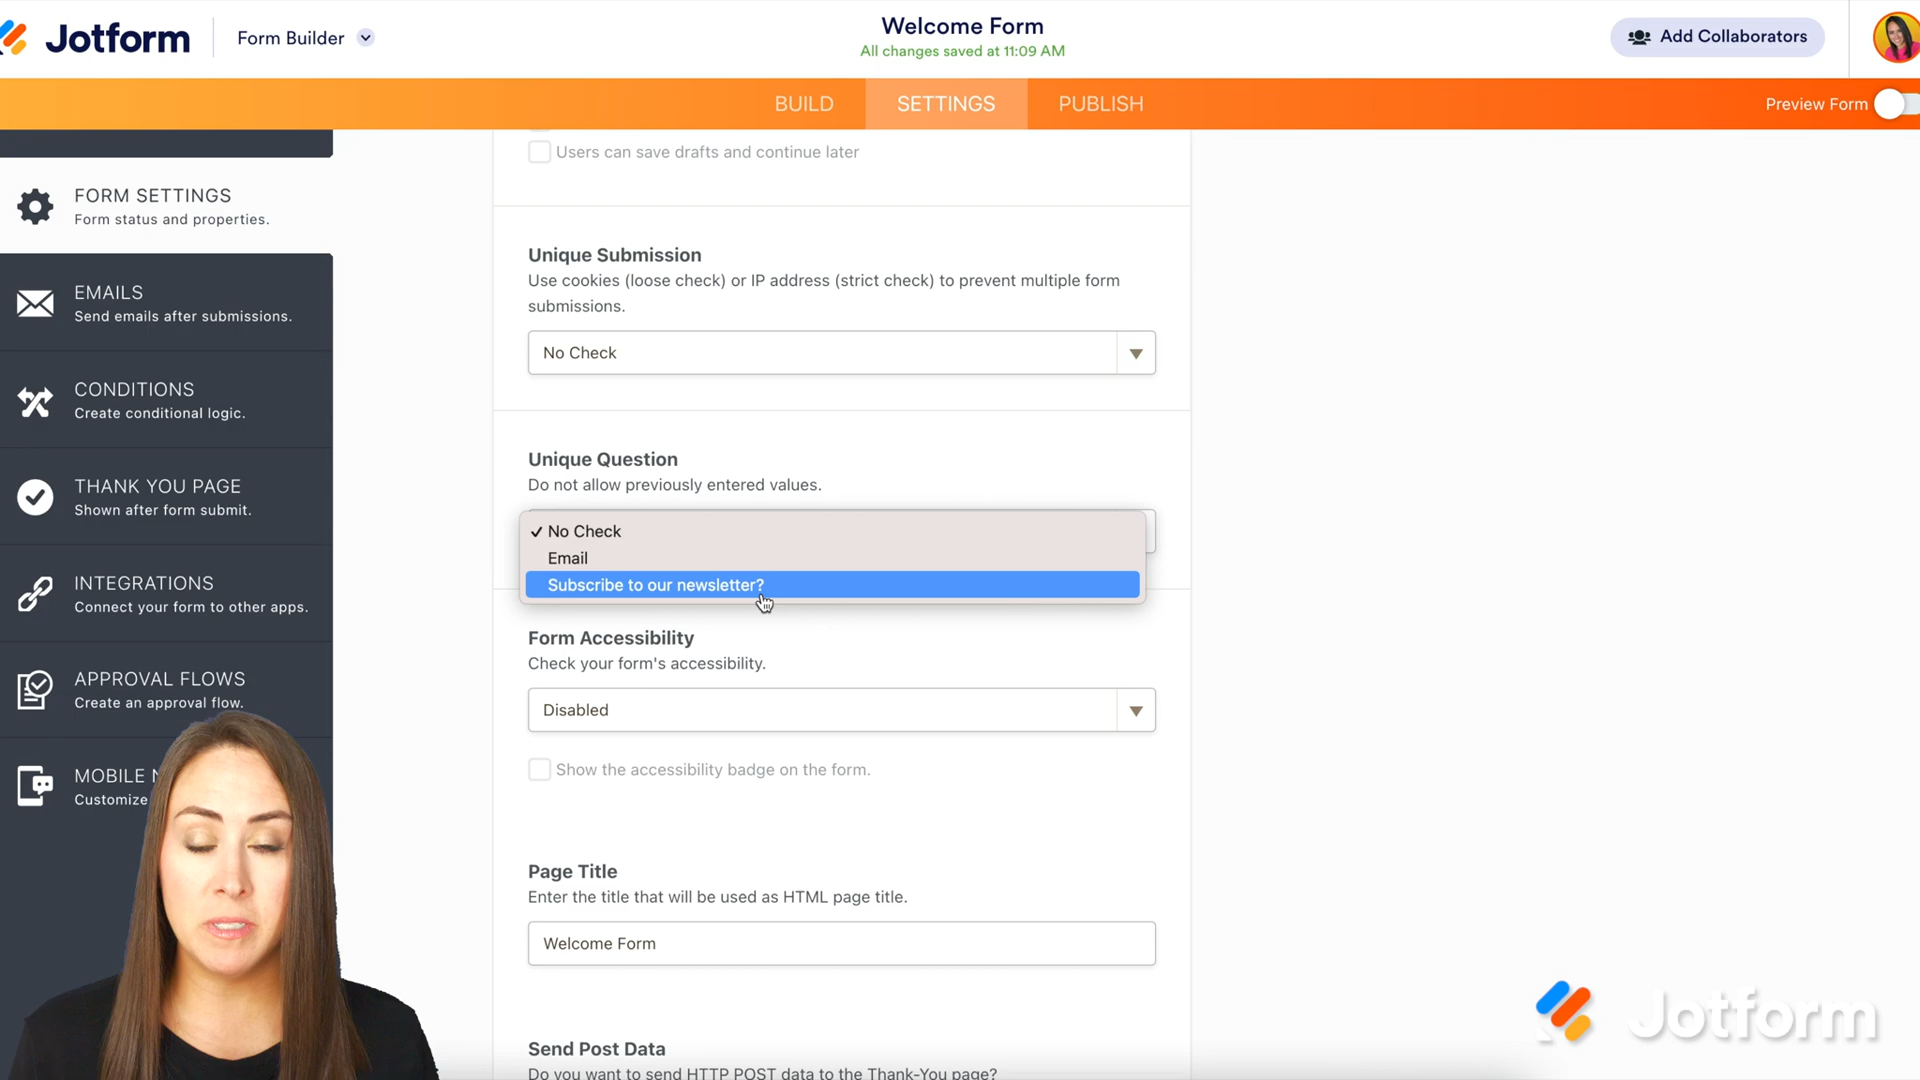 Jotform
Form Builder
Welcome Form
All changes saved at 11:09 AM
Add Collaborators
BUILD
SETTINGS
PUBLISH
Preview Form
FORM SETTINGS
Form status and properties.
EMAILS
Send emails after submissions.
CONDITIONS
Create conditional logic.
THANK YOU PAGE
Shown after form submit.
INTEGRATIONS
Connect your form to other apps.
APPROVAL FLOWS
Create an approval flow.
MOBILE
Customize
Users can save drafts and continue later
Unique Submission
Use cookies (loose check) or IP address (strict check) to prevent multiple form
submissions.
No Check
Unique Question
Do not allow previously entered values.
No Check
Email
Subscribe to our newsletter?
Form Accessibility
Check your form's accessibility.
Disabled
Show the accessibility badge on the form.
Page Title
Enter the title that will be used as HTML page title.
Welcome Form
Send Post Data
Do you want to send HTTP POST data to the Thank-You page?
Jotform